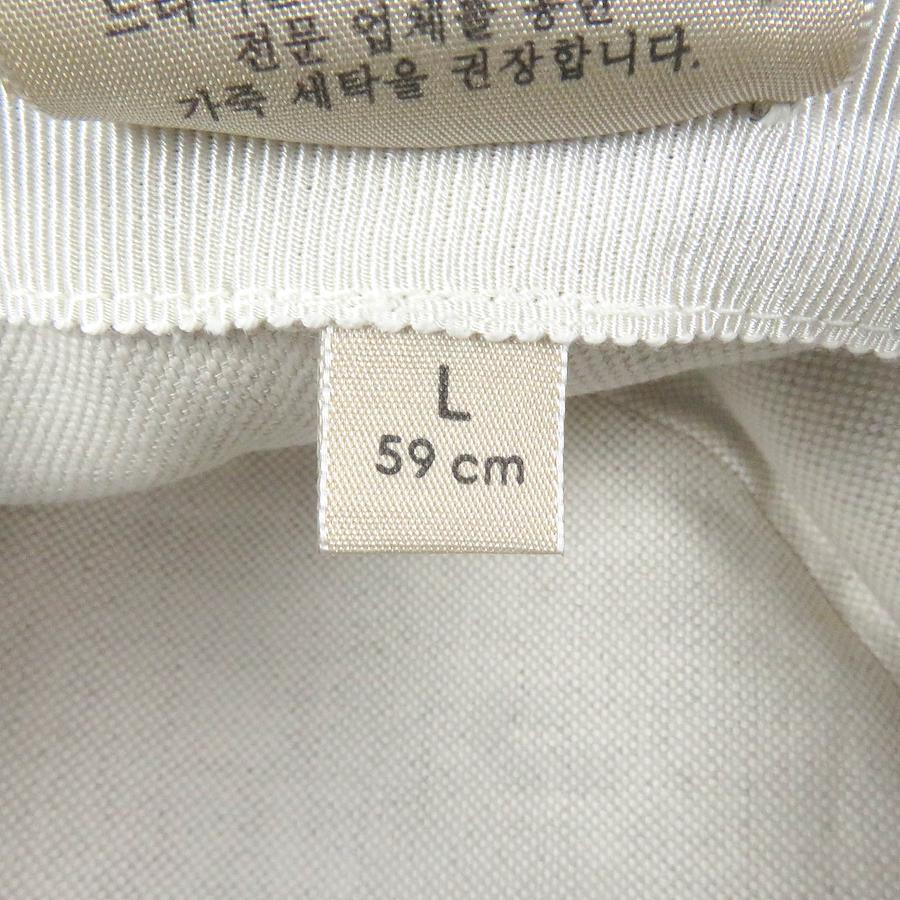 전문 업체를 통한
가죽 세탁을 권장합니다.
L
59 cm